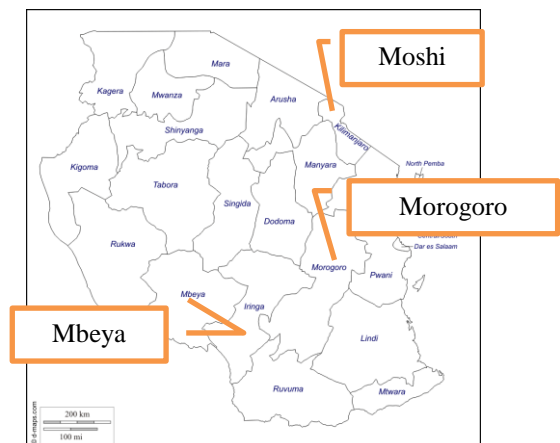 Moshi
Mara
Kagera
Mwanza
Arusha
Shinyanga
Kilimanjaro
Kigoma
Manyara
North Pemba
Tabora
Singida
Dodoma
Morogoro
Rukwa
Dar es Salaam
Morogoro
Pwani
Mbeya
Iringa
Mbeya
Lindi
Ruvuma
Mtwara
200 km
100 mi
© d-maps.com